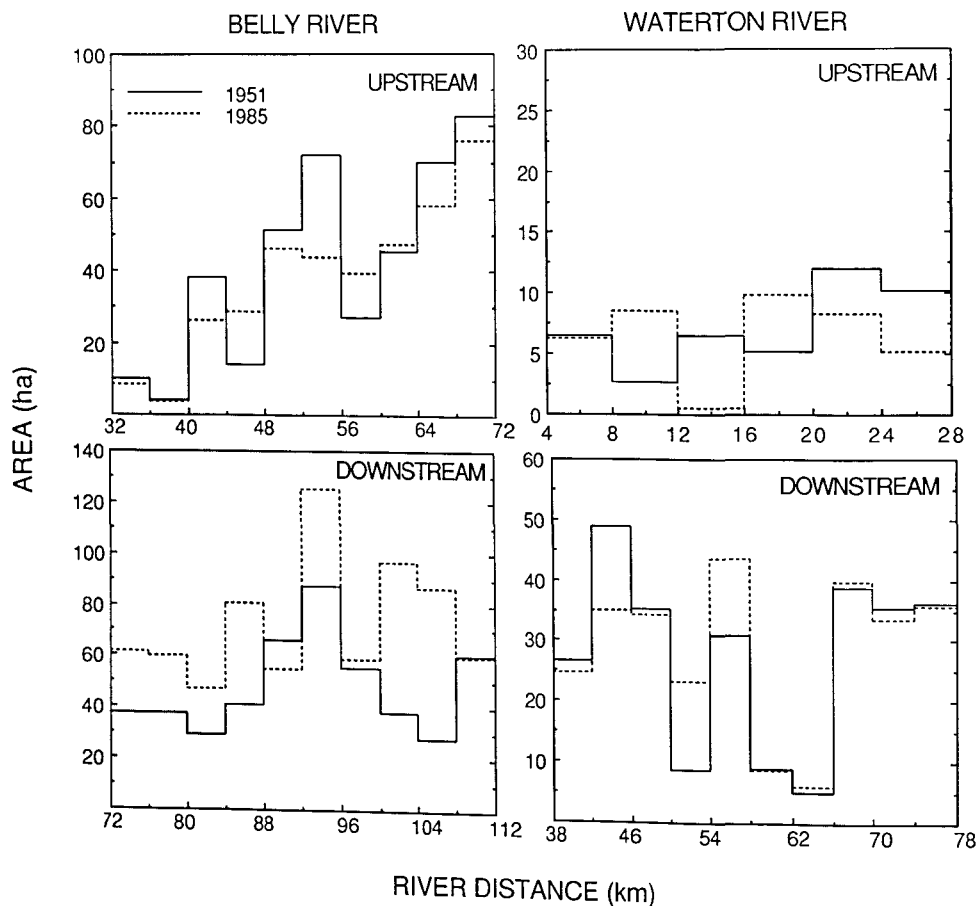 BELLY RIVER
WATERTON RIVER
UPSTREAM
1951
1985
100
80
60
40
20
32 40 48 56 64 72
UPSTREAM
30
25
20
15
10
5
0
4 8 12 16 20 24 28
AREA (ha)
DOWNSTREAM
140
120
100
80
60
40
20
72 80 88 96 104 112
DOWNSTREAM
60
50
40
30
20
10
38 46 54 62 70 78
RIVER DISTANCE (km)